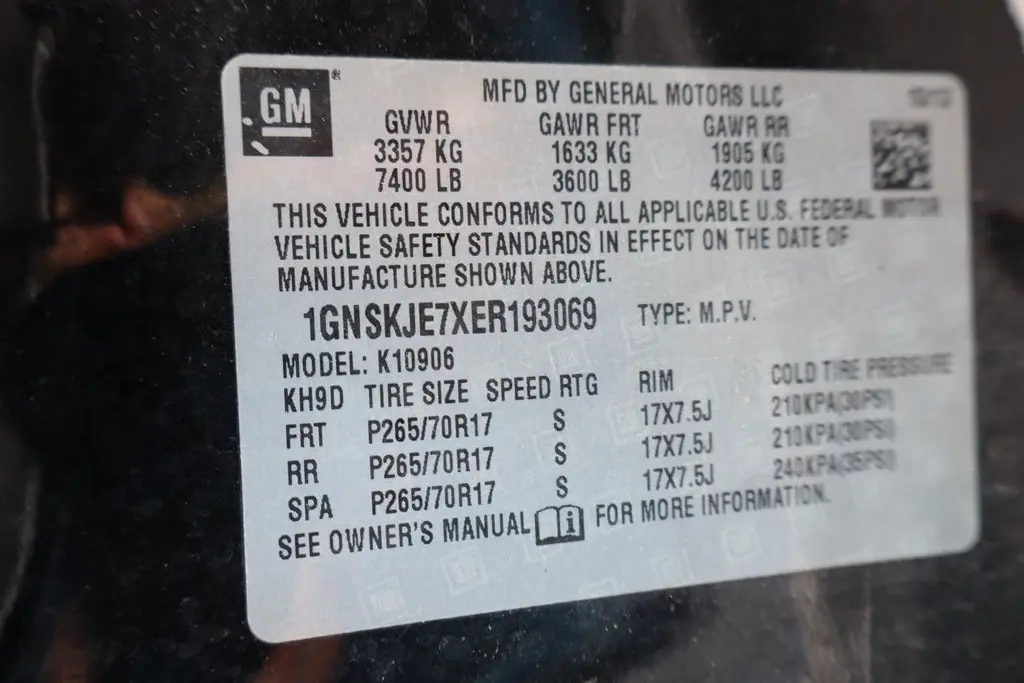 GM®
MFD BY GENERAL MOTORS LLC
10/13
GVWR GAWR FRT GAWR RR
3357 KG 1633 KG 1905 KG
7400 LB 3600 LB 4200 LB
THIS VEHICLE CONFORMS TO ALL APPLICABLE U.S. FEDERAL MOTOR
VEHICLE SAFETY STANDARDS IN EFFECT ON THE DATE OF
MANUFACTURE SHOWN ABOVE.
1GNSKJE7XER193069 TYPE: M.P.V.
MODEL: K10906
KH9D TIRE SIZE SPEED RTG RIM COLD TIRE PRESSURE
FRT P265/70R17 S 17X7.5J 210KPA(30PSI)
RR P265/70R17 S 17X7.5J 210KPA(30PSI)
SPA P265/70R17 S 17X7.5J 240KPA(35PSI)
SEE OWNER'S MANUAL i FOR MORE INFORMATION.